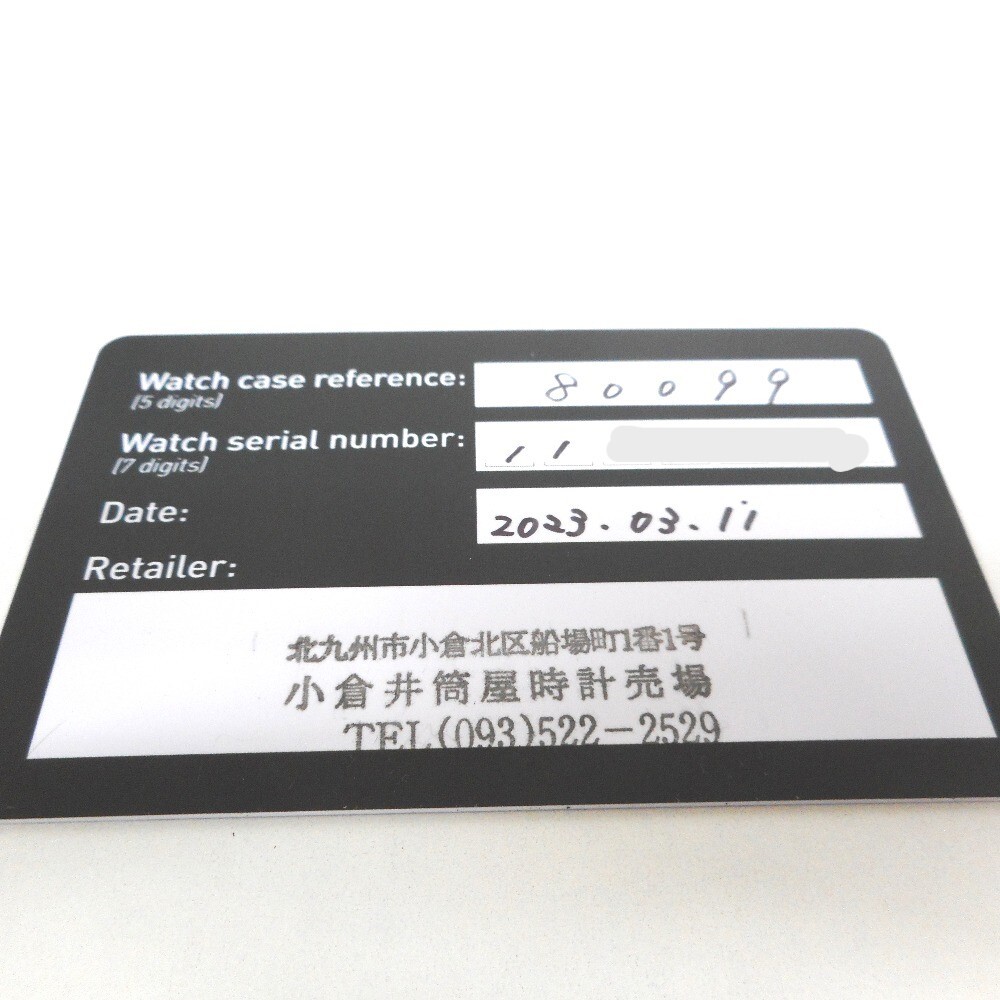 Watch case reference: 80099
[5 digits]
Watch serial number: 11
[7 digits]
Date: 2023.03.11
Retailer:
北九州市小倉北区船場町1番1号
小倉井筒屋時計売場
TEL(093)522-2529